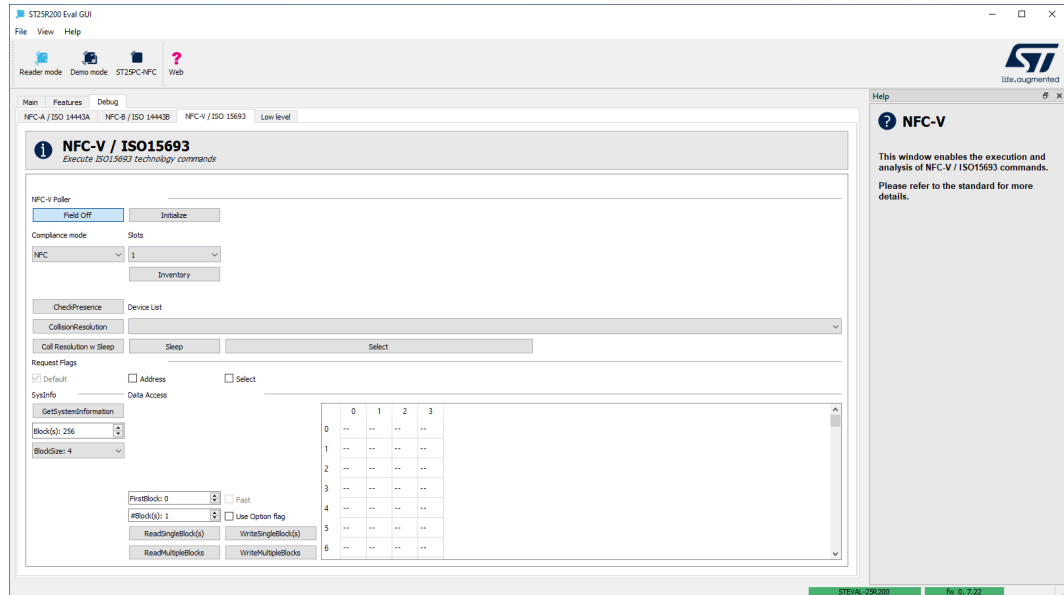 ST25R200 Eval GUI
File View Help
Reader mode Demo mode ST25PC-NFC ? Web
ST
life.augmented
Main Features Debug
NFC-A / ISO 14443A NFC-B / ISO 14443B NFC-V / ISO 15693 Low level
NFC-V / ISO15693
Execute ISO15693 technology commands
NFC-V Poller
Field Off Initialize
Compliance mode Slots
NFC 1
Inventory
CheckPresence Device List
CollisionResolution
Coll Resolution w Sleep Sleep Select
Request Flags
Default Address Select
SysInfo Data Access
GetSystemInformation
Block(s): 256
BlockSize: 4
FirstBlock: 0 Fast
#Block(s): 1 Use Option flag
ReadSingleBlock(s) WriteSingleBlock(s)
ReadMultipleBlocks WriteMultipleBlocks
0 1 2 3
0 -- -- -- --
1 -- -- -- --
2 -- -- -- --
3 -- -- -- --
4 -- -- -- --
5 -- -- -- --
6 -- -- -- --
Help
? NFC-V
This window enables the execution and
analysis of NFC-V / ISO15693 commands.
Please refer to the standard for more
details.
STEVAL-25R200 fw 0.7.22